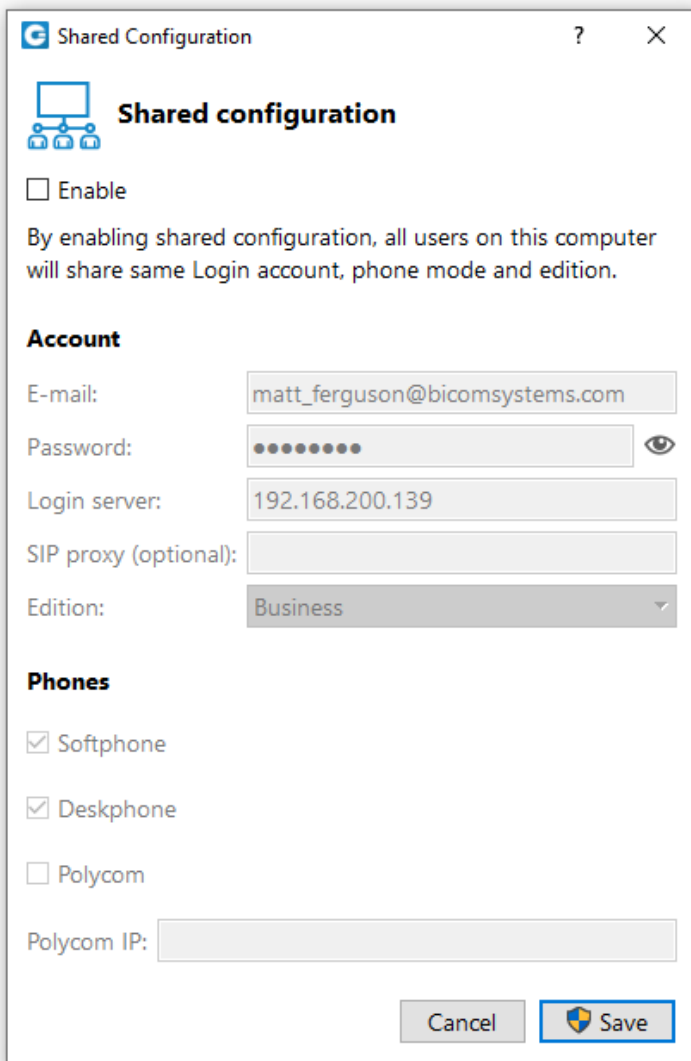 Shared Configuration
Shared configuration
Enable
By enabling shared configuration, all users on this computer
will share same Login account, phone mode and edition.
Account
E-mail: matt_ferguson@bicomsystems.com
Password: ●●●●●●●●
Login server: 192.168.200.139
SIP proxy (optional):
Edition: Business
Phones
Softphone
Deskphone
Polycom
Polycom IP:
Cancel Save